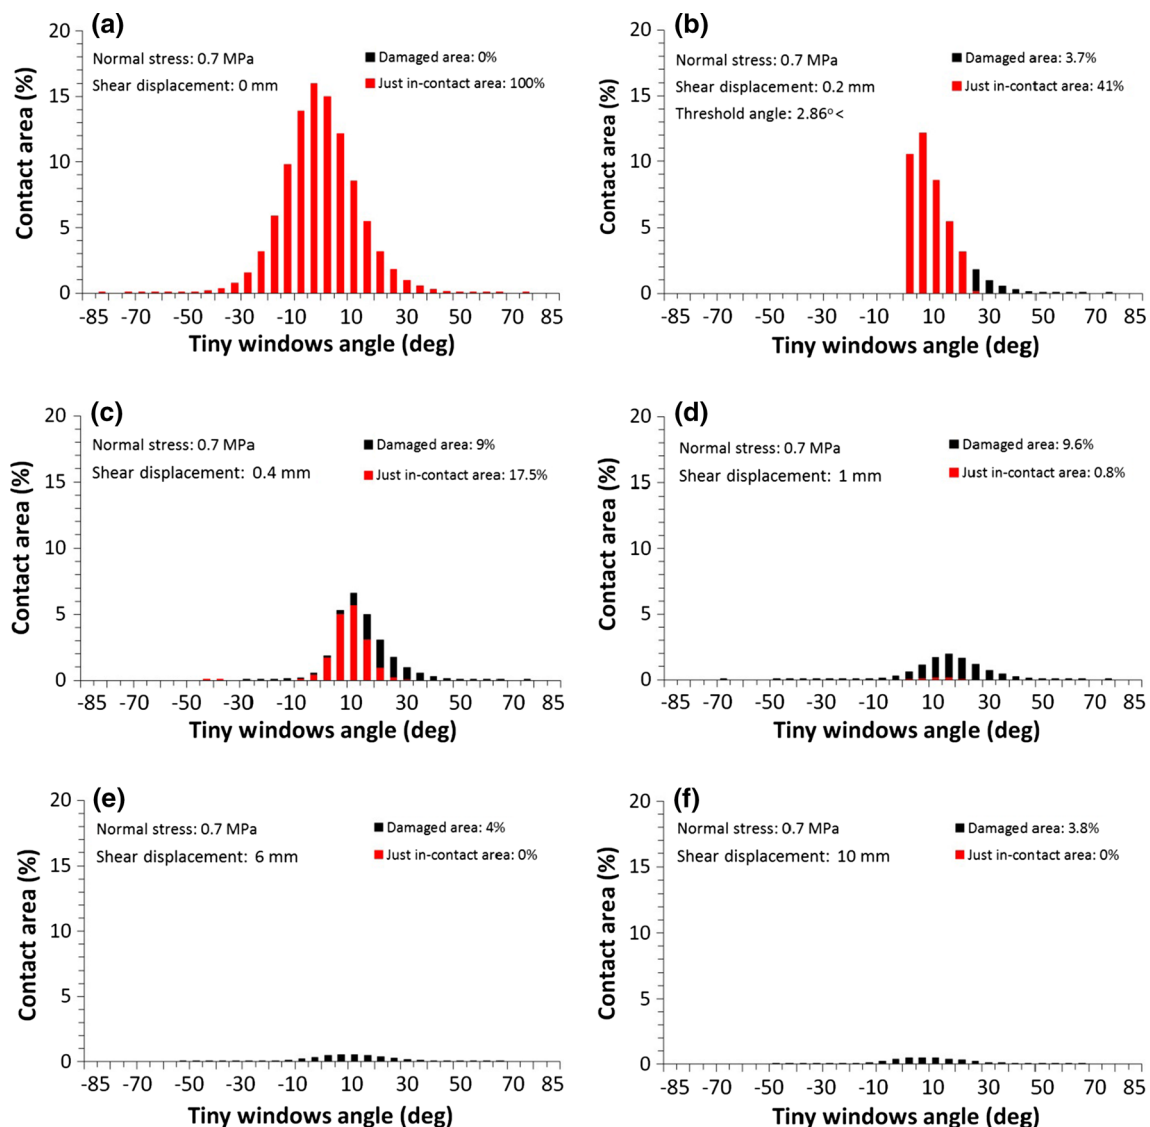 (a)
Normal stress: 0.7 MPa
Shear displacement: 0 mm
Damaged area: 0%
Just in-contact area: 100%
Contact area (%)
20
15
10
5
0
-85 -70 -50 -30 -10 10 30 50 70 85
Tiny windows angle (deg)
(b)
Normal stress: 0.7 MPa
Shear displacement: 0.2 mm
Threshold angle: 2.86º <
Damaged area: 3.7%
Just in-contact area: 41%
Contact area (%)
20
15
10
5
0
-85 -70 -50 -30 -10 10 30 50 70 85
Tiny windows angle (deg)
(c)
Normal stress: 0.7 MPa
Shear displacement: 0.4 mm
Damaged area: 9%
Just in-contact area: 17.5%
Contact area (%)
20
15
10
5
0
-85 -70 -50 -30 -10 10 30 50 70 85
Tiny windows angle (deg)
(d)
Normal stress: 0.7 MPa
Shear displacement: 1 mm
Damaged area: 9.6%
Just in-contact area: 0.8%
Contact area (%)
20
15
10
5
0
-85 -70 -50 -30 -10 10 30 50 70 85
Tiny windows angle (deg)
(e)
Normal stress: 0.7 MPa
Shear displacement: 6 mm
Damaged area: 4%
Just in-contact area: 0%
Contact area (%)
20
15
10
5
0
-85 -70 -50 -30 -10 10 30 50 70 85
Tiny windows angle (deg)
(f)
Normal stress: 0.7 MPa
Shear displacement: 10 mm
Damaged area: 3.8%
Just in-contact area: 0%
Contact area (%)
20
15
10
5
0
-85 -70 -50 -30 -10 10 30 50 70 85
Tiny windows angle (deg)